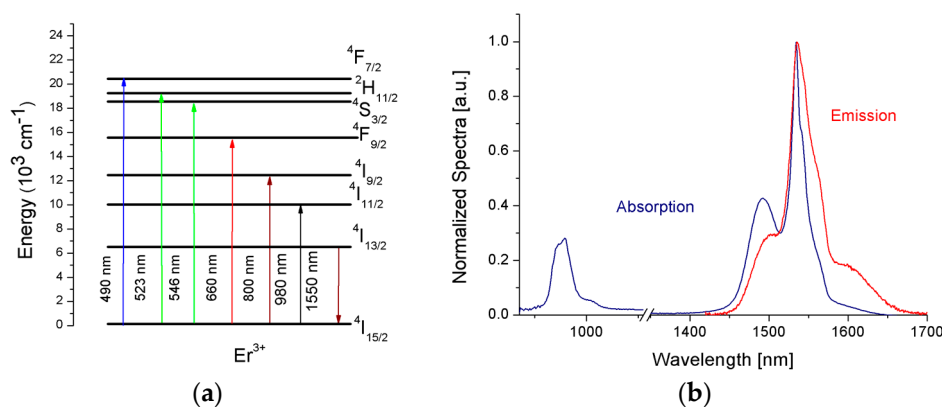 Energy (10³ cm⁻¹)
24
22
20
18
16
14
12
10
8
6
4
2
0
⁴F₇/₂
²H₁₁/₂
⁴S₃/₂
⁴F₉/₂
⁴I₉/₂
⁴I₁₁/₂
⁴I₁₃/₂
⁴I₁₅/₂
490 nm
523 nm
546 nm
660 nm
800 nm
980 nm
1550 nm
Er³⁺
(a)
Normalized Spectra [a.u.]
1.0
0.8
0.6
0.4
0.2
0.0
Absorption
Emission
1000 1400 1500 1600 1700
Wavelength [nm]
(b)